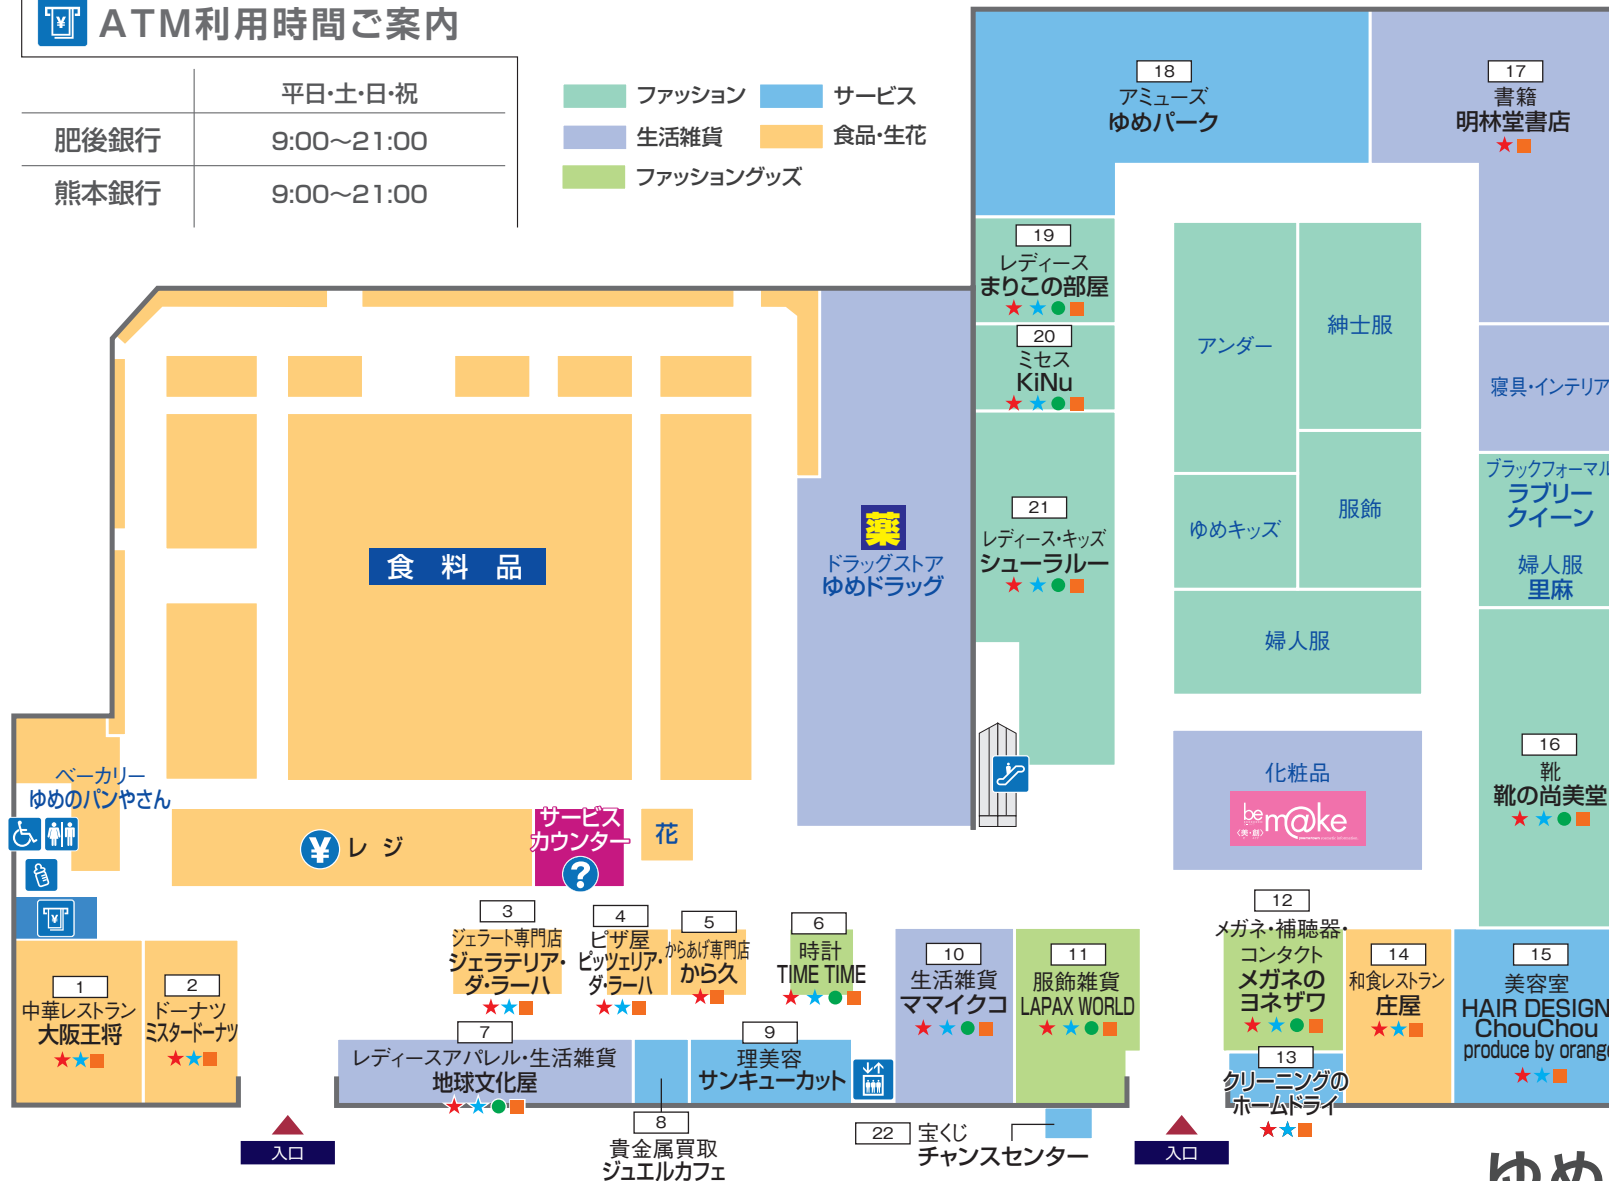 ATM利用時間ご案内
平日・土・日・祝
肥後銀行 9:00～21:00
熊本銀行 9:00～21:00
ファッション
サービス
生活雑貨
食品・生花
ファッショングッズ
18
アミューズ
ゆめパーク
17
書籍
明林堂書店
19
レディース
まりこの部屋
20
ミセス
KiNu
21
レディース・キッズ
シューラルー
アンダー
紳士服
ゆめキッズ
服飾
婦人服
寝具・インテリア
ブラックフォーマル
ラブリー
クイーン
婦人服
里麻
16
靴
靴の尚美堂
化粧品
be
m@ke
〈美・創〉
食料品
薬
ドラッグストア
ゆめドラッグ
ベーカリー
ゆめのパンやさん
¥ レジ
サービス
カウンター
?
花
1
中華レストラン
大阪王将
2
ドーナツ
ミスタードーナツ
3
ジェラート専門店
ジェラテリア・
ダ・ラーハ
4
ピザ屋
ピッツェリア・
ダ・ラーハ
5
からあげ専門店
から久
6
時計
TIME TIME
7
レディースアパレル・生活雑貨
地球文化屋
8
貴金属買取
ジュエルカフェ
9
理美容
サンキューカット
10
生活雑貨
ママイクコ
11
服飾雑貨
LAPAX WORLD
12
メガネ・補聴器・
コンタクト
メガネの
ヨネザワ
13
クリーニングの
ホームドライ
14
和食レストラン
庄屋
15
美容室
HAIR DESIGN
ChouChou
produce by orange
22 宝くじ
チャンスセンター
入口
入口
ゆめ